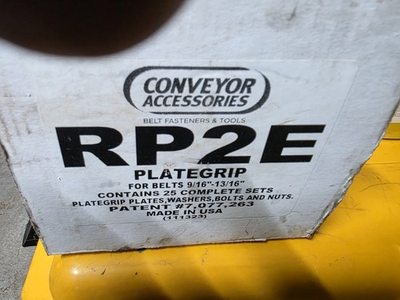 CONVEYOR
ACCESSORIES
BELT FASTENERS & TOOLS
RP2E
PLATEGRIP
FOR BELTS 9/16"-13/16"
CONTAINS 25 COMPLETE SETS
PLATEGRIP PLATES,WASHERS,BOLTS AND NUTS.
PATENT #7,077,263
MADE IN USA
(111323)